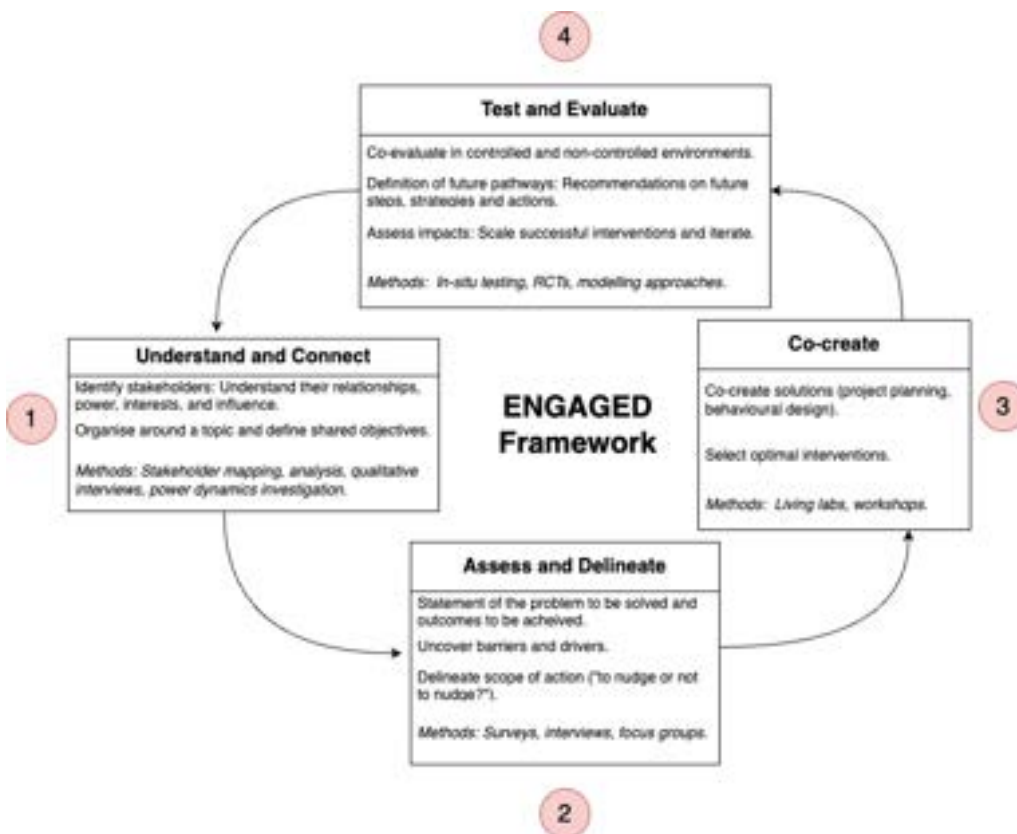 4
Test and Evaluate
Co-evaluate in controlled and non-controlled environments.
Definition of future pathways: Recommendations on future
steps, strategies and actions.
Assess impacts: Scale successful interventions and iterate.
Methods: In-situ testing, RCTs, modelling approaches.
1
Understand and Connect
Identify stakeholders: Understand their relationships,
power, interests, and influence.
Organise around a topic and define shared objectives.
Methods: Stakeholder mapping, analysis, qualitative
interviews, power dynamics investigation.
ENGAGED
Framework
Co-create
Co-create solutions (project planning,
behavioural design).
Select optimal interventions.
Methods: Living labs, workshops.
3
Assess and Delineate
Statement of the problem to be solved and
outcomes to be acheived.
Uncover barriers and drivers.
Delineate scope of action ("to nudge or not
to nudge?").
Methods: Surveys, interviews, focus groups.
2